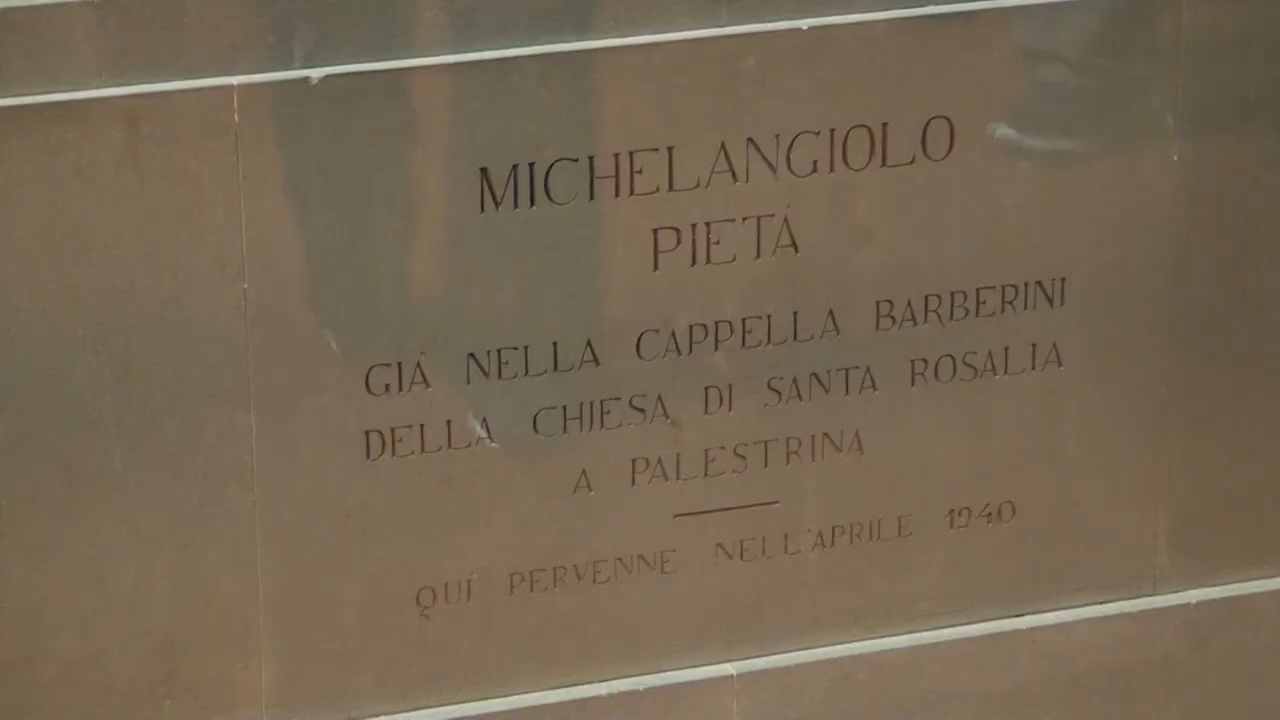 MICHELANGIOLO
PIETÁ
GIÁ NELLA CAPPELLA BARBERINI
DELLA CHIESA DI SANTA ROSALIA
A PALESTRINA
QUÍ PERVENNE NELL'APRILE 1940